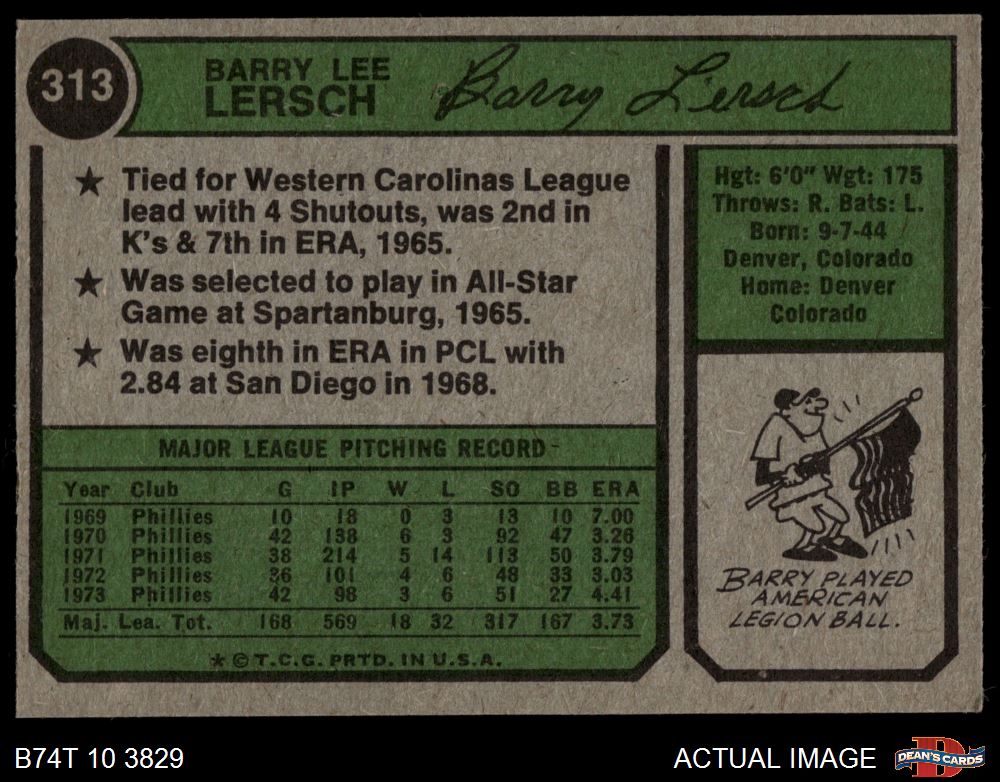 313
BARRY LEE
LERSCH
Barry Lersch
★ Tied for Western Carolinas League
lead with 4 Shutouts, was 2nd in
K's & 7th in ERA, 1965.
★ Was selected to play in All-Star
Game at Spartanburg, 1965.
★ Was eighth in ERA in PCL with
2.84 at San Diego in 1968.
Hgt: 6'0" Wgt: 175
Throws: R. Bats: L.
Born: 9-7-44
Denver, Colorado
Home: Denver
Colorado
MAJOR LEAGUE PITCHING RECORD
Year Club G IP W L SO BB ERA
1969 Phillies 10 18 0 3 13 10 7.00
1970 Phillies 42 138 6 3 92 47 3.26
1971 Phillies 38 214 5 14 113 50 3.79
1972 Phillies 36 101 4 6 48 33 3.03
1973 Phillies 42 98 3 6 51 27 4.41
Maj. Lea. Tot. 168 569 18 32 317 167 3.73
★ © T.C.G. PRTD. IN U.S.A.
BARRY PLAYED
AMERICAN
LEGION BALL.
B74T 10 3829
ACTUAL IMAGE
D
DEAN'S CARDS